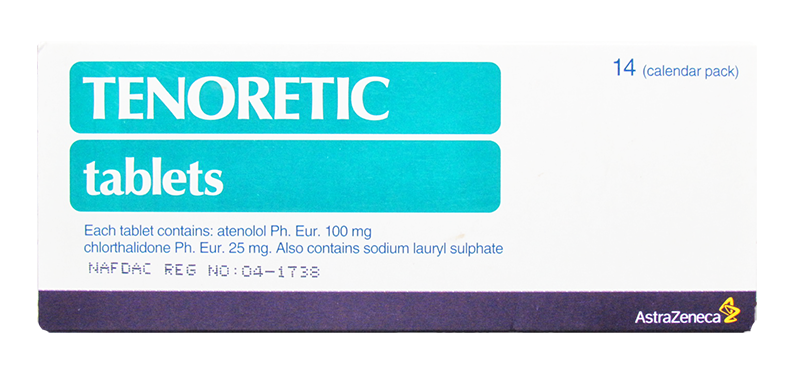 TENORETIC
14 (calendar pack)
tablets
Each tablet contains: atenolol Ph. Eur. 100 mg
chlorthalidone Ph. Eur. 25 mg. Also contains sodium lauryl sulphate
NAFDAC REG NO:04-1738
AstraZeneca